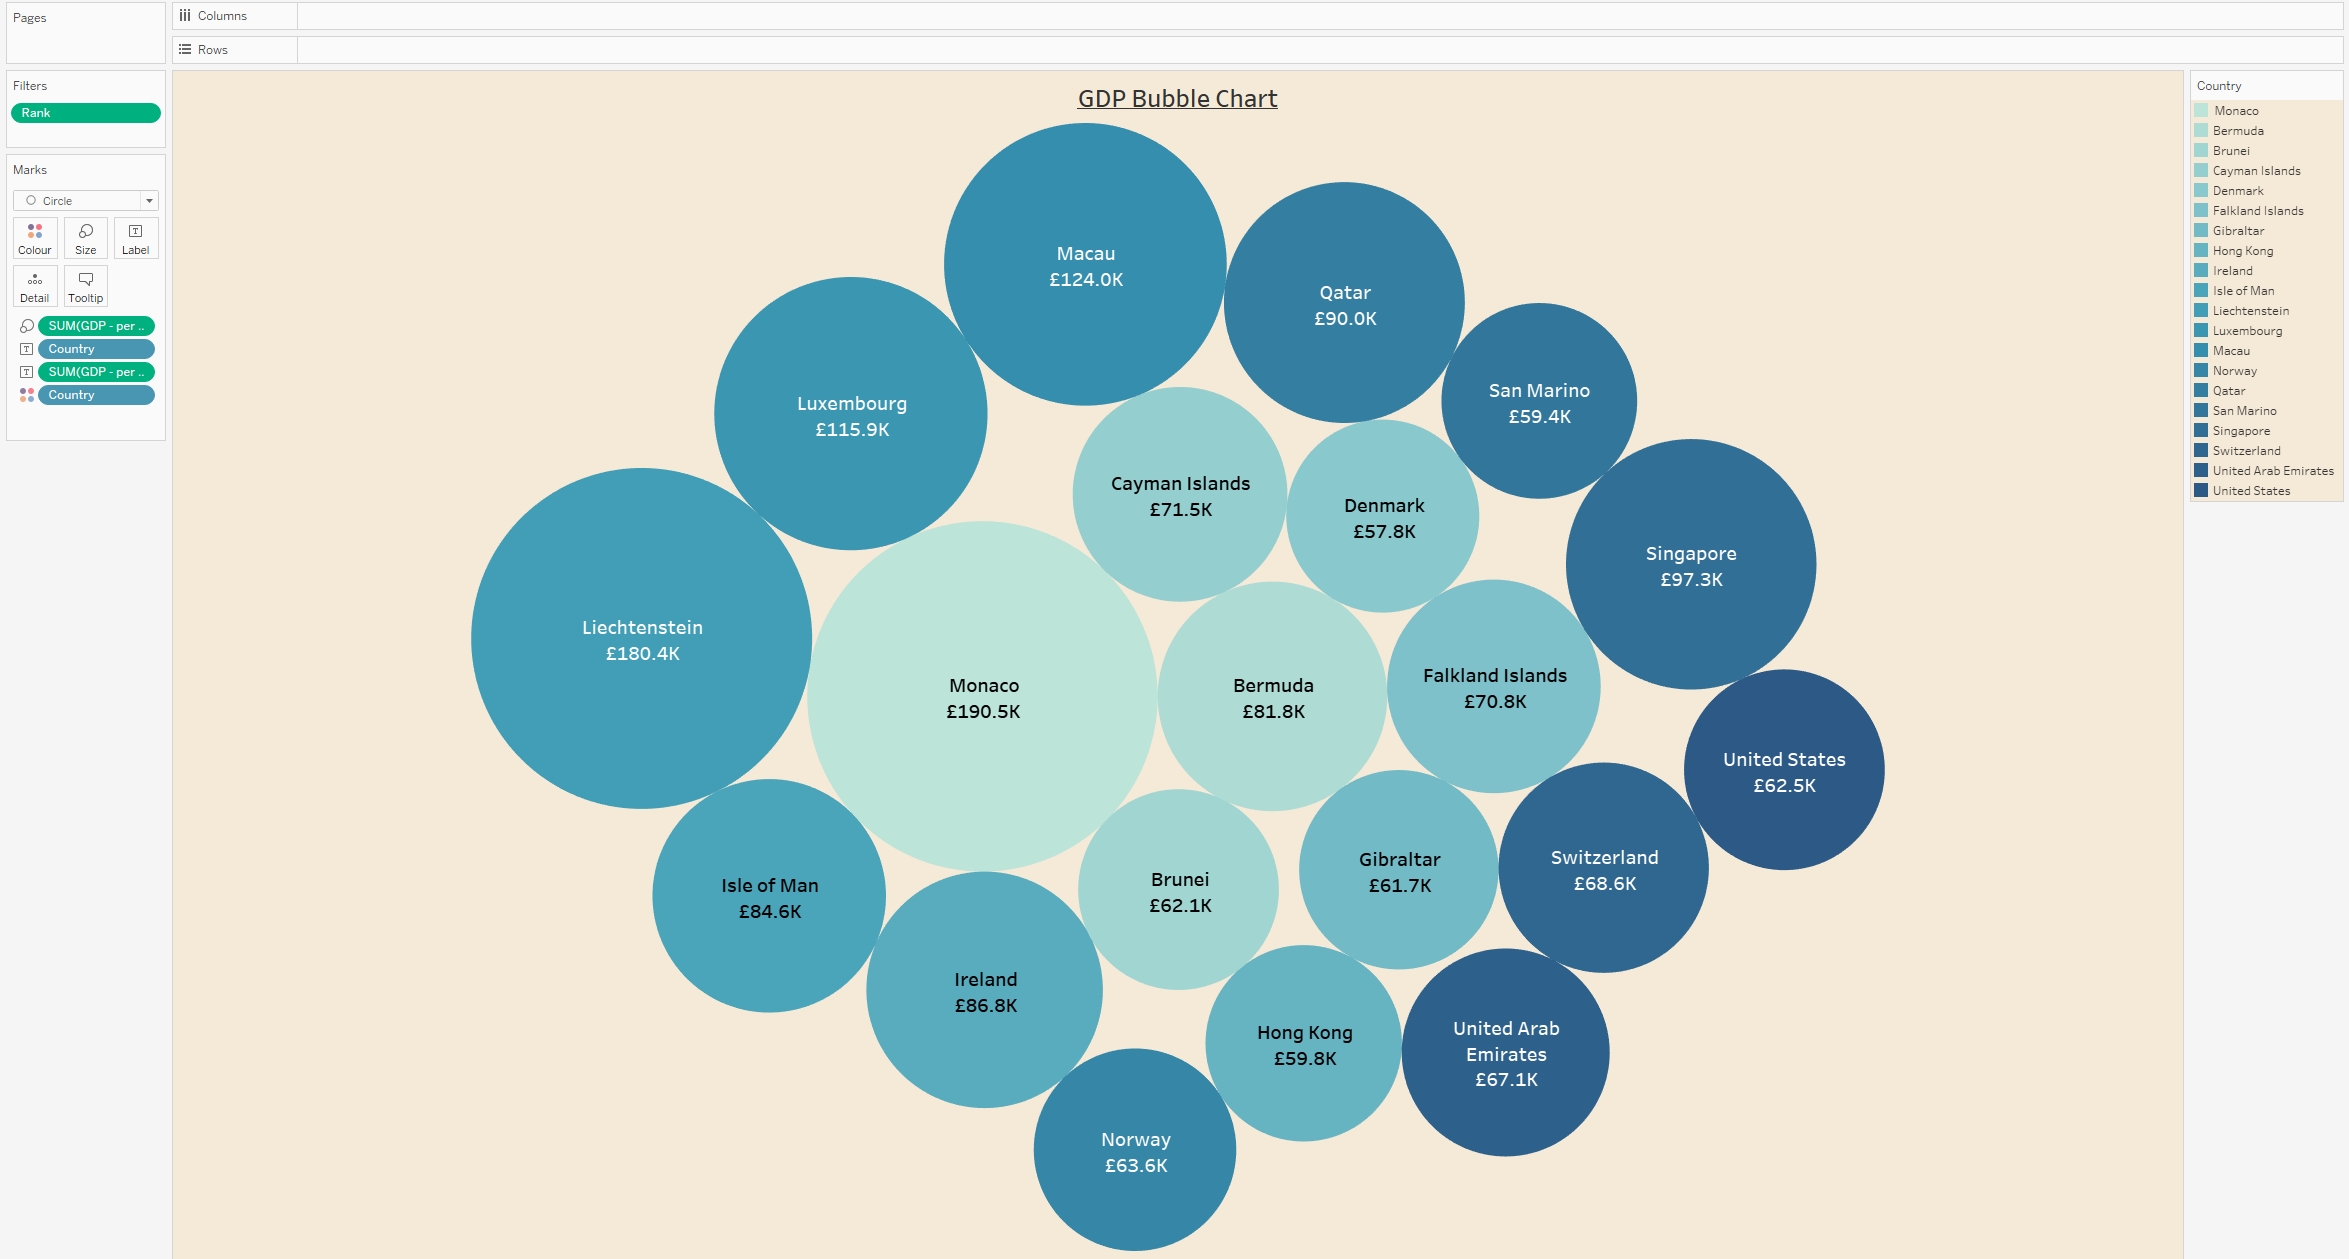 Pages
Columns
Rows
Filters
Rank
Marks
Circle
Colour
Size
Label
Detail
Tooltip
SUM(GDP - per ..
Country
SUM(GDP - per ..
Country
GDP Bubble Chart
Macau
£124.0K
Qatar
£90.0K
San Marino
£59.4K
Luxembourg
£115.9K
Cayman Islands
£71.5K
Denmark
£57.8K
Singapore
£97.3K
Liechtenstein
£180.4K
Monaco
£190.5K
Bermuda
£81.8K
Falkland Islands
£70.8K
United States
£62.5K
Isle of Man
£84.6K
Brunei
£62.1K
Gibraltar
£61.7K
Switzerland
£68.6K
Ireland
£86.8K
Hong Kong
£59.8K
United Arab
Emirates
£67.1K
Norway
£63.6K
Country
Monaco
Bermuda
Brunei
Cayman Islands
Denmark
Falkland Islands
Gibraltar
Hong Kong
Ireland
Isle of Man
Liechtenstein
Luxembourg
Macau
Norway
Qatar
San Marino
Singapore
Switzerland
United Arab Emirates
United States